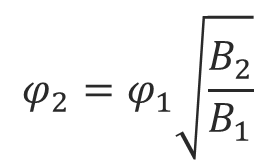 φ₂ = φ₁ √(B₂/B₁)